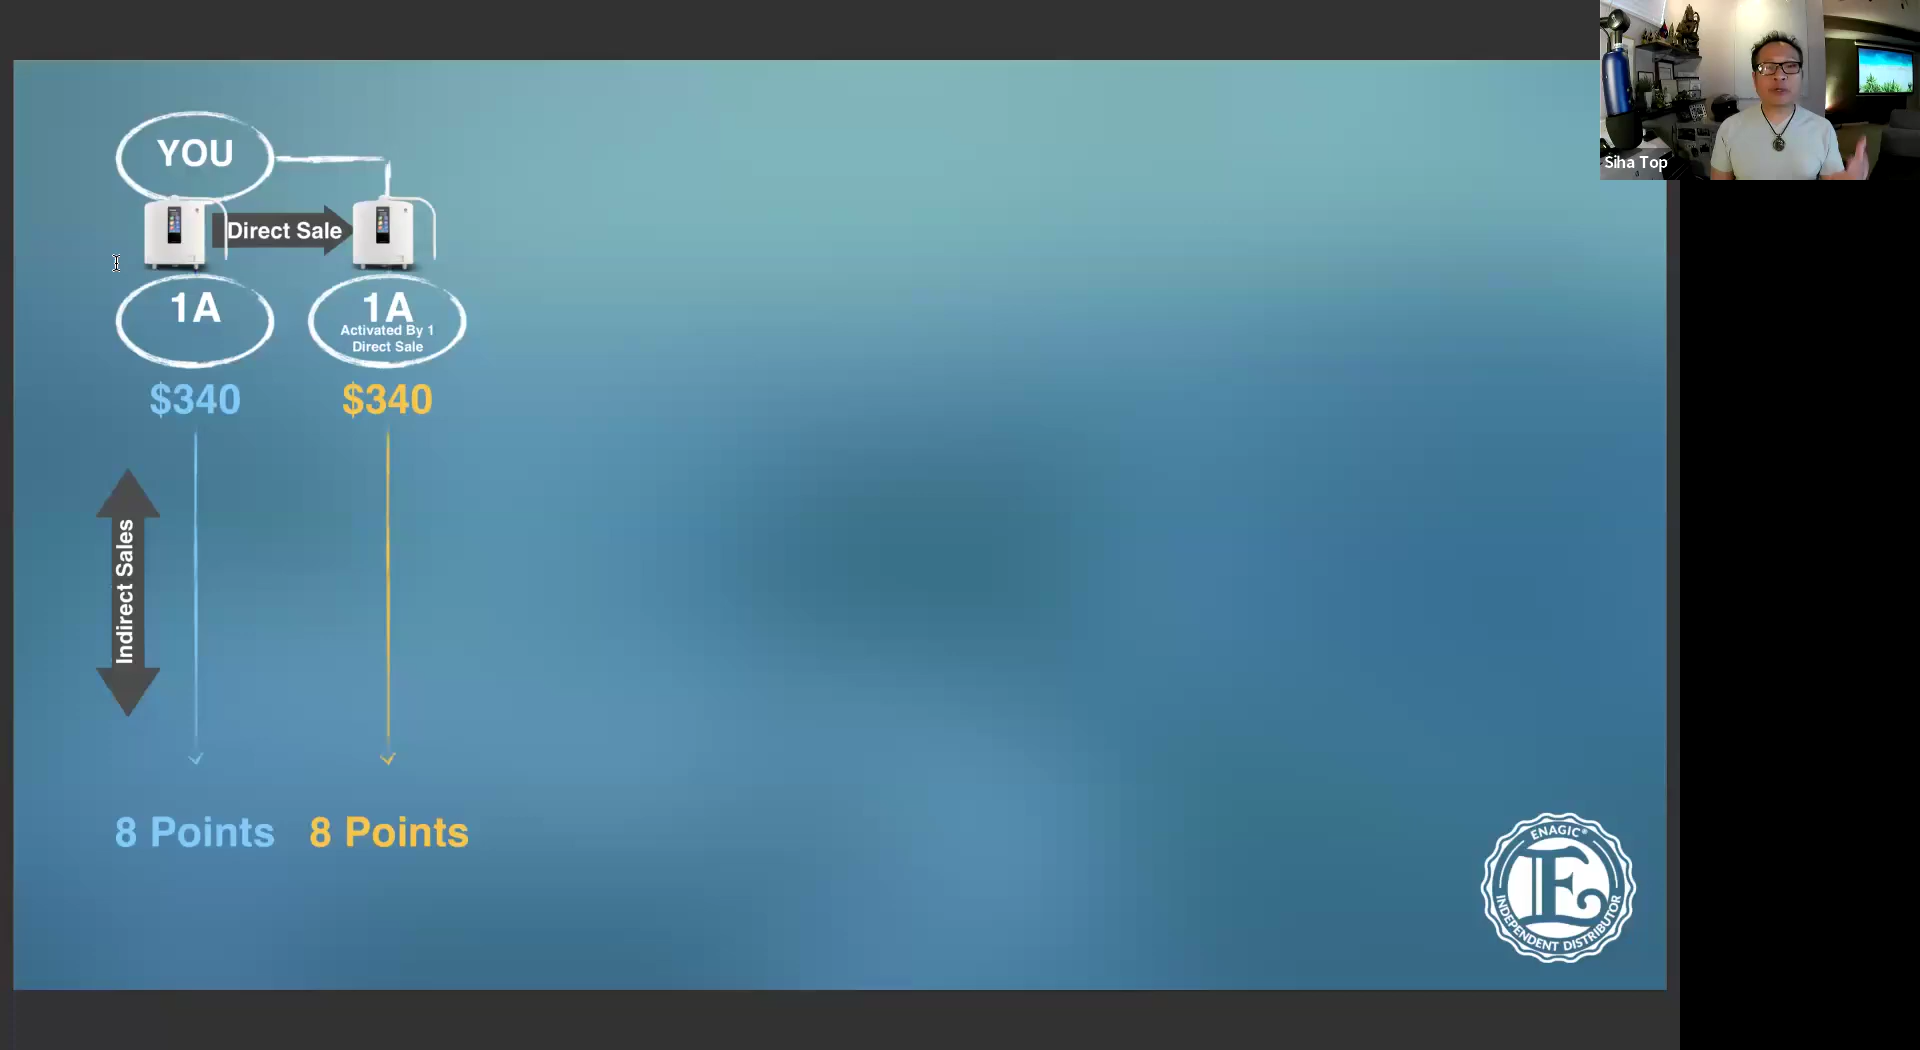 Siha Top
YOU
Direct Sale
1A
1A
Activated By 1
Direct Sale
$340
$340
Indirect Sales
8 Points
8 Points
ENAGIC®
E
INDEPENDENT DISTRIBUTOR